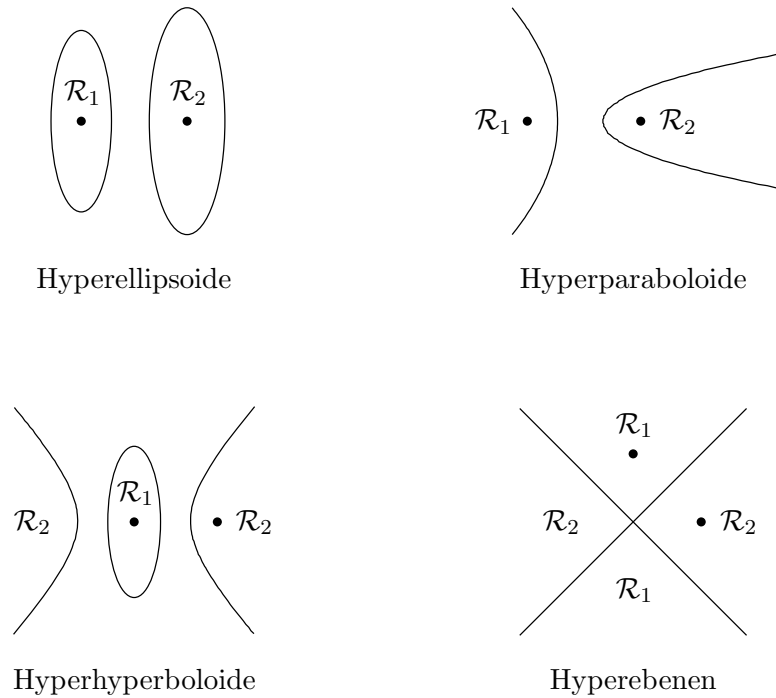 R₁ R₂
Hyperellipsoide
R₁ R₂
Hyperparaboloide
R₂ R₁ R₂
Hyperhyperboloide
R₁
R₂ R₂
R₁
Hyperebenen